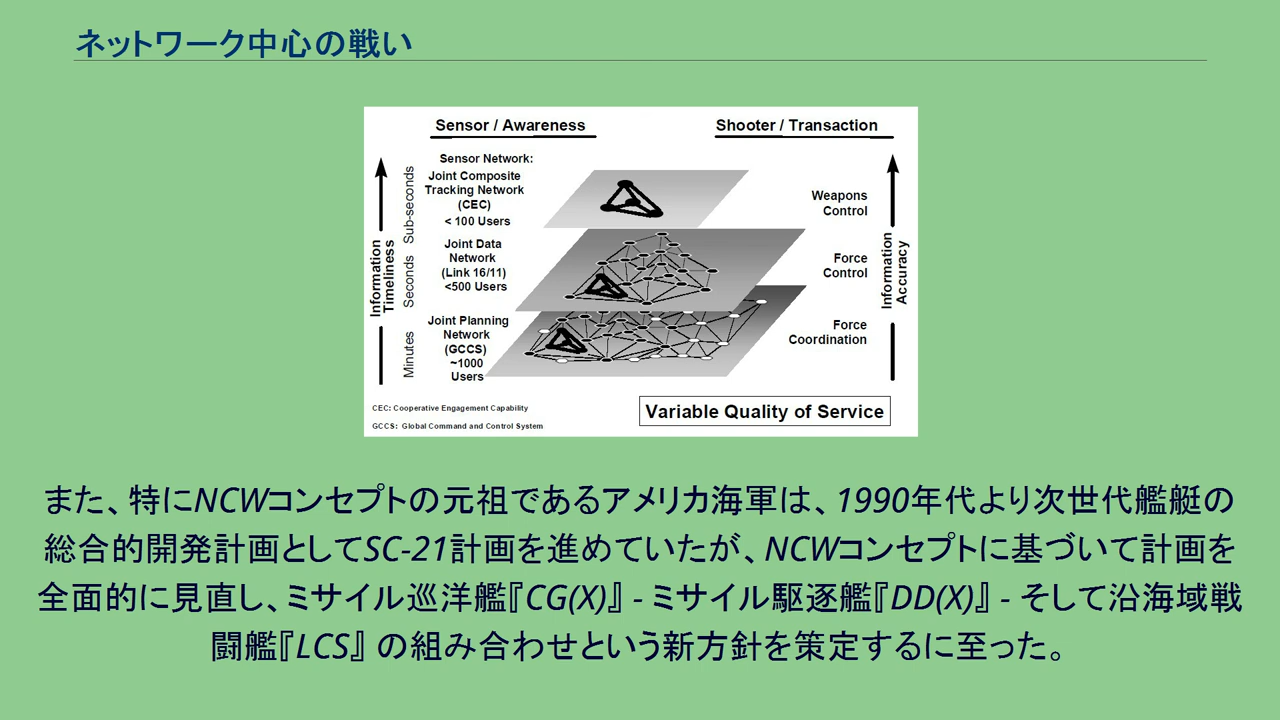 ネットワーク中心の戦い
Sensor / Awareness
Shooter / Transaction
Information Timeliness
Sub-seconds
Seconds
Minutes
Sensor Network:
Joint Composite
Tracking Network
(CEC)
< 100 Users
Joint Data
Network
(Link 16/11)
<500 Users
Joint Planning
Network
(GCCS)
~1000
Users
Weapons
Control
Force
Control
Force
Coordination
Information
Accuracy
CEC: Cooperative Engagement Capability
GCCS: Global Command and Control System
Variable Quality of Service
また、特にNCWコンセプトの元祖であるアメリカ海軍は、1990年代より次世代艦艇の
総合的開発計画としてSC-21計画を進めていたが、NCWコンセプトに基づいて計画を
全面的に見直し、ミサイル巡洋艦『CG(X)』 - ミサイル駆逐艦『DD(X)』 - そして沿海域戦
闘艦『LCS』 の組み合わせという新方針を策定するに至った。